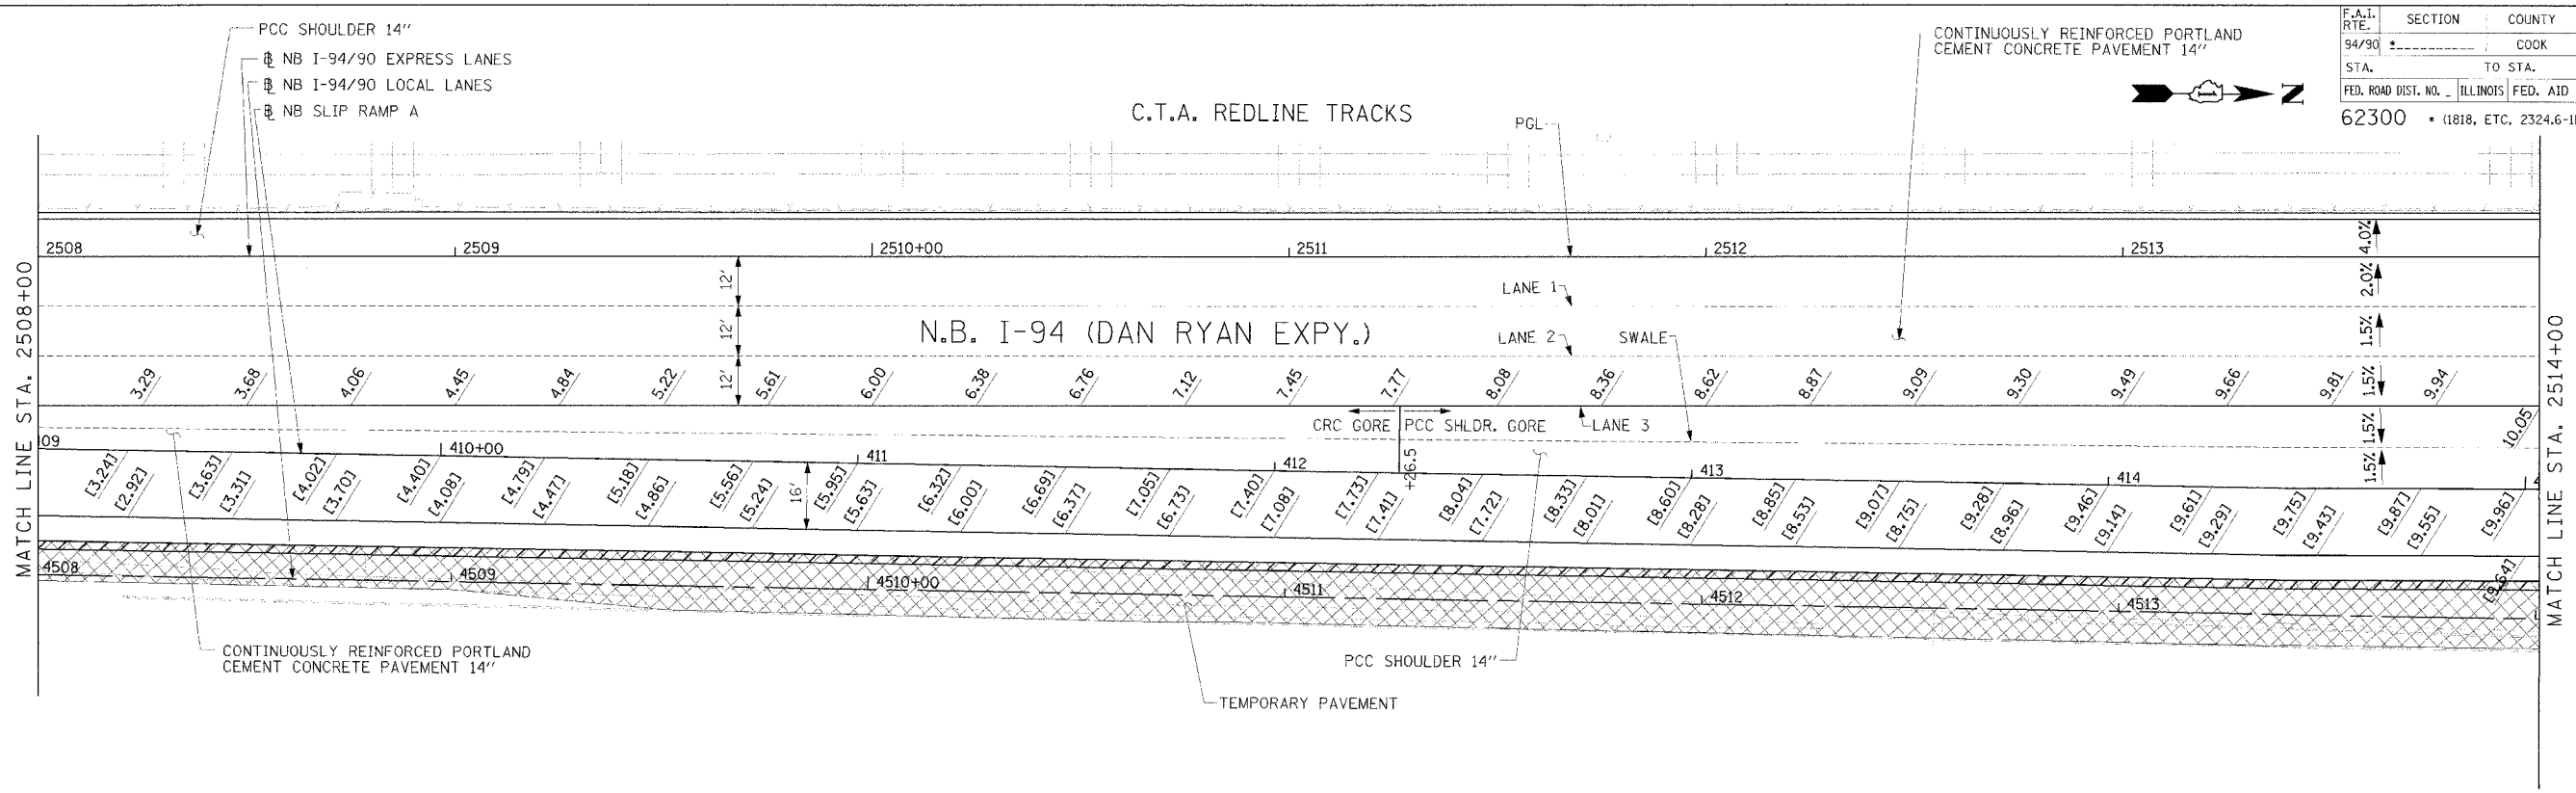 PCC SHOULDER 14"
NB I-94/90 EXPRESS LANES
NB I-94/90 LOCAL LANES
NB SLIP RAMP A
C.T.A. REDLINE TRACKS
PGL
CONTINUOUSLY REINFORCED PORTLAND
CEMENT CONCRETE PAVEMENT 14"
N
F.A.I. RTE. SECTION COUNTY
94/90 * COOK
STA. TO STA.
FED. ROAD DIST. NO. _ ILLINOIS FED. AID
62300 * (1818, ETC, 2324.6-
MATCH LINE STA. 2508+00
2508 2509 2510+00 2511 2512 2513
4.0%
2.0%
1.5%
1.5%
1.5%
1.5%
12'
12'
12'
LANE 1
N.B. I-94 (DAN RYAN EXPY.)
LANE 2
SWALE
3.29 3.68 4.06 4.45 4.84 5.22 5.61 6.00 6.38 6.76 7.12 7.45 7.77 8.08 8.36 8.62 8.87 9.09 9.30 9.49 9.66 9.81 9.94 10.05
CRC GORE PCC SHLDR. GORE
LANE 3
+26.5
409 410+00 411 412 413 414
[3.24] [3.63] [4.02] [4.40] [4.79] [5.18] [5.56] [5.95] [6.32] [6.69] [7.05] [7.40] [7.73] [8.04] [8.33] [8.60] [8.85] [9.07] [9.28] [9.46] [9.61] [9.75] [9.87] [9.96]
[2.92] [3.31] [3.70] [4.08] [4.47] [4.86] [5.24] [5.63] [6.00] [6.37] [6.73] [7.08] [7.41] [7.72] [8.01] [8.28] [8.53] [8.75] [8.96] [9.14] [9.29] [9.43] [9.55] [9.64]
16'
4508 4509 4510+00 4511 4512 4513
MATCH LINE STA. 2514+00
CONTINUOUSLY REINFORCED PORTLAND
CEMENT CONCRETE PAVEMENT 14"
PCC SHOULDER 14"
TEMPORARY PAVEMENT